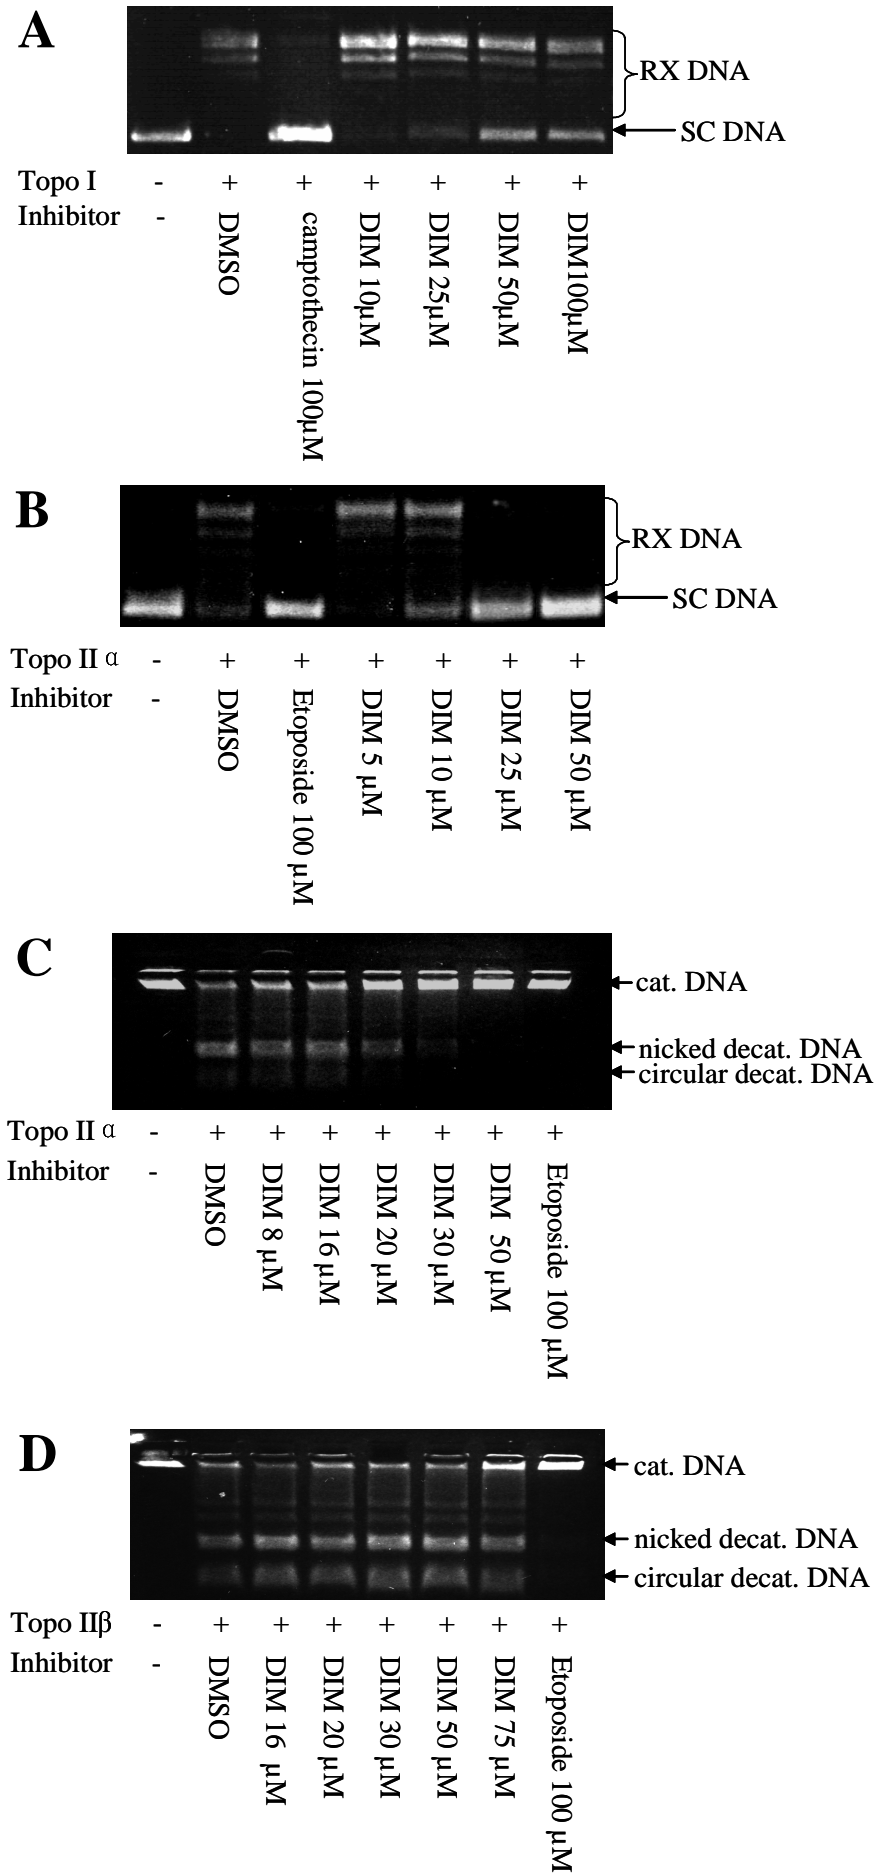 A
RX DNA
SC DNA
Topo I - + + + + + +
Inhibitor - DMSO camptothecin 100μM DIM 10μM DIM 25μM DIM 50μM DIM100μM
B
RX DNA
SC DNA
Topo II α - + + + + + +
Inhibitor - DMSO Etoposide 100 μM DIM 5 μM DIM 10 μM DIM 25 μM DIM 50 μM
C
cat. DNA
nicked decat. DNA
circular decat. DNA
Topo II α - + + + + + + +
Inhibitor - DMSO DIM 8 μM DIM 16 μM DIM 20 μM DIM 30 μM DIM 50 μM Etoposide 100 μM
D
cat. DNA
nicked decat. DNA
circular decat. DNA
Topo IIβ - + + + + + + +
Inhibitor - DMSO DIM 16 μM DIM 20 μM DIM 30 μM DIM 50 μM DIM 75 μM Etoposide 100 μM